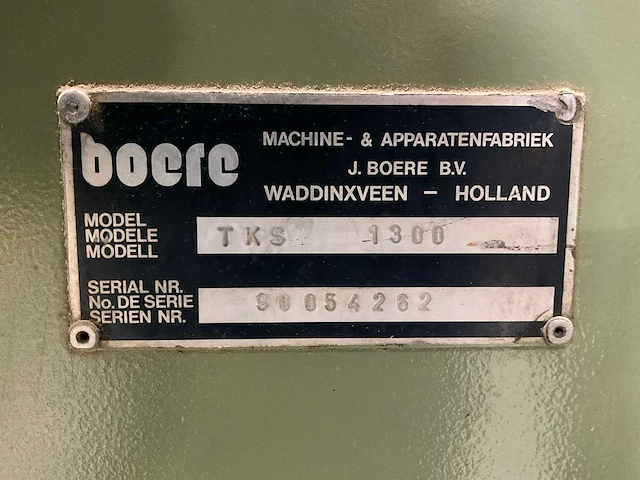 boere
MACHINE- & APPARATENFABRIEK
J. BOERE B.V.
WADDINXVEEN – HOLLAND
MODEL
MODELE
MODELL
TKS 1300
SERIAL NR.
No. DE SERIE
SERIEN NR.
90054262